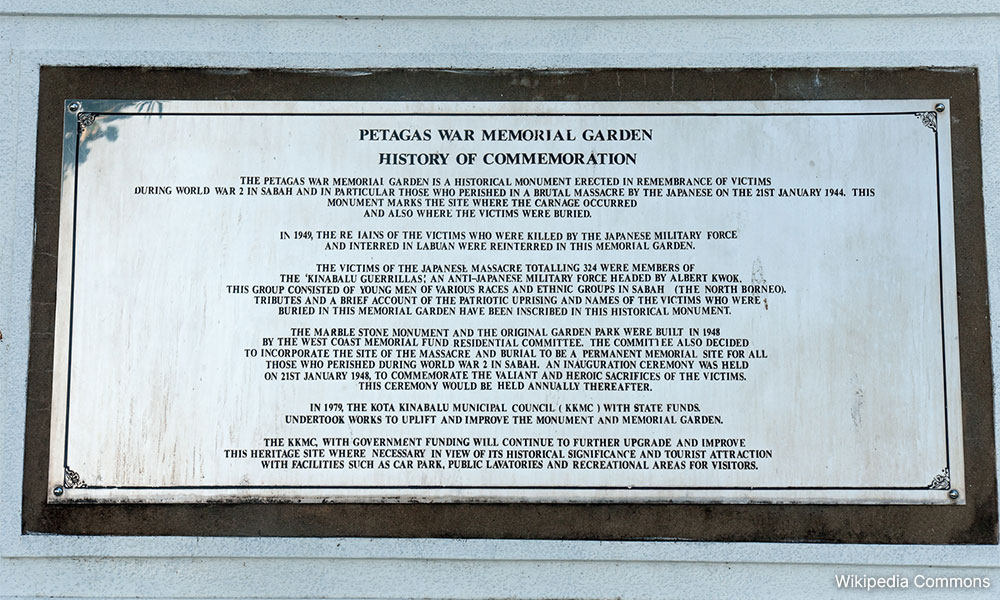 PETAGAS WAR MEMORIAL GARDEN
HISTORY OF COMMEMORATION
THE PETAGAS WAR MEMORIAL GARDEN IS A HISTORICAL MONUMENT ERECTED IN REMEMBRANCE OF VICTIMS
DURING WORLD WAR 2 IN SABAH AND IN PARTICULAR THOSE WHO PERISHED IN A BRUTAL MASSACRE BY THE JAPANESE ON THE 21ST JANUARY 1944. THIS
MONUMENT MARKS THE SITE WHERE THE CARNAGE OCCURRED
AND ALSO WHERE THE VICTIMS WERE BURIED.
IN 1949, THE RE AINS OF THE VICTIMS WHO WERE KILLED BY THE JAPANESE MILITARY FORCE
AND INTERRED IN LABUAN WERE REINTERRED IN THIS MEMORIAL GARDEN.
THE VICTIMS OF THE JAPANESE MASSACRE TOTALLING 324 WERE MEMBERS OF
THE 'KINABALU GUERRILLAS', AN ANTI-JAPANESE MILITARY FORCE HEADED BY ALBERT KWOK.
THIS GROUP CONSISTED OF YOUNG MEN OF VARIOUS RACES AND ETHNIC GROUPS IN SABAH (THE NORTH BORNEO).
TRIBUTES AND A BRIEF ACCOUNT OF THE PATRIOTIC UPRISING AND NAMES OF THE VICTIMS WHO WERE
BURIED IN THIS MEMORIAL GARDEN HAVE BEEN INSCRIBED IN THIS HISTORICAL MONUMENT.
THE MARBLE STONE MONUMENT AND THE ORIGINAL GARDEN PARK WERE BUILT IN 1948
BY THE WEST COAST MEMORIAL FUND RESIDENTIAL COMMITTEE. THE COMMITTEE ALSO DECIDED
TO INCORPORATE THE SITE OF THE MASSACRE AND BURIAL TO BE A PERMANENT MEMORIAL SITE FOR ALL
THOSE WHO PERISHED DURING WORLD WAR 2 IN SABAH. AN INAUGURATION CEREMONY WAS HELD
ON 21ST JANUARY 1948, TO COMMEMORATE THE VALIANT AND HEROIC SACRIFICES OF THE VICTIMS.
THIS CEREMONY WOULD BE HELD ANNUALLY THEREAFTER.
IN 1979, THE KOTA KINABALU MUNICIPAL COUNCIL ( KKMC ) WITH STATE FUNDS.
UNDERTOOK WORKS TO UPLIFT AND IMPROVE THE MONUMENT AND MEMORIAL GARDEN.
THE KKMC, WITH GOVERNMENT FUNDING WILL CONTINUE TO FURTHER UPGRADE AND IMPROVE
THIS HERITAGE SITE WHERE NECESSARY IN VIEW OF ITS HISTORICAL SIGNIFICANCE AND TOURIST ATTRACTION
WITH FACILITIES SUCH AS CAR PARK, PUBLIC LAVATORIES AND RECREATIONAL AREAS FOR VISITORS.
Wikipedia Commons